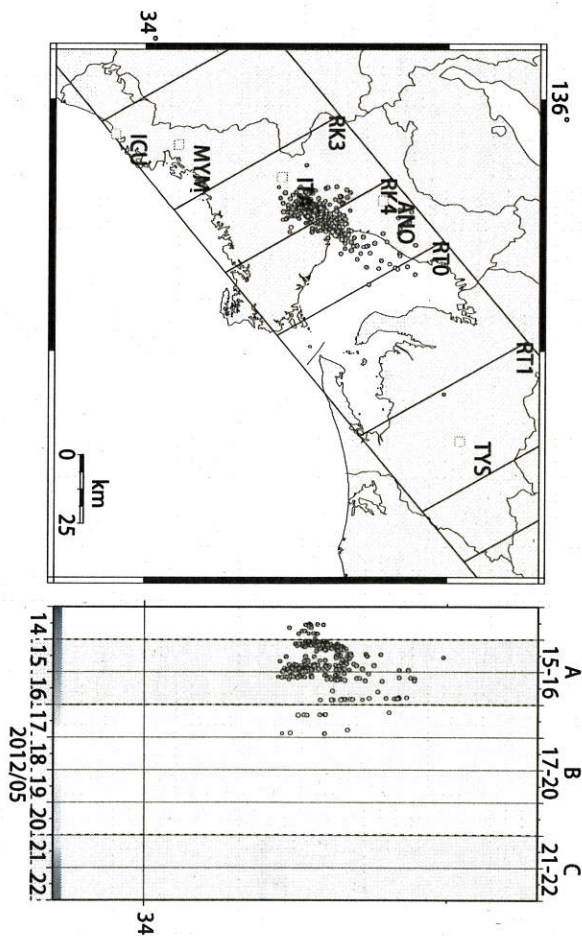 136°
RT1
TYS
RT0
ANO
RK4
RK3
ITA
MYM
34°
ICU
km
0 25
A B C
15-16 17-20 21-22
34
14 15 16 17 18 19 20 21 22
2012/05